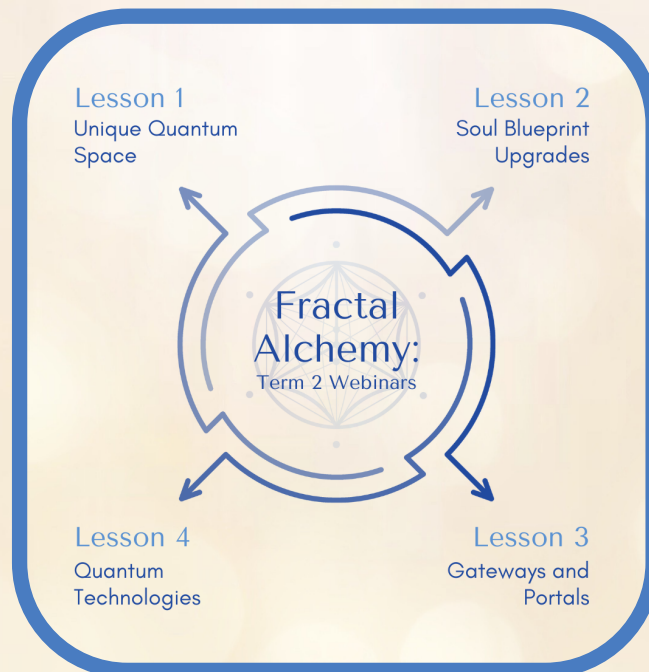 Lesson 1
Unique Quantum
Space
Lesson 2
Soul Blueprint
Upgrades
Fractal
Alchemy:
Term 2 Webinars
Lesson 4
Quantum
Technologies
Lesson 3
Gateways and
Portals